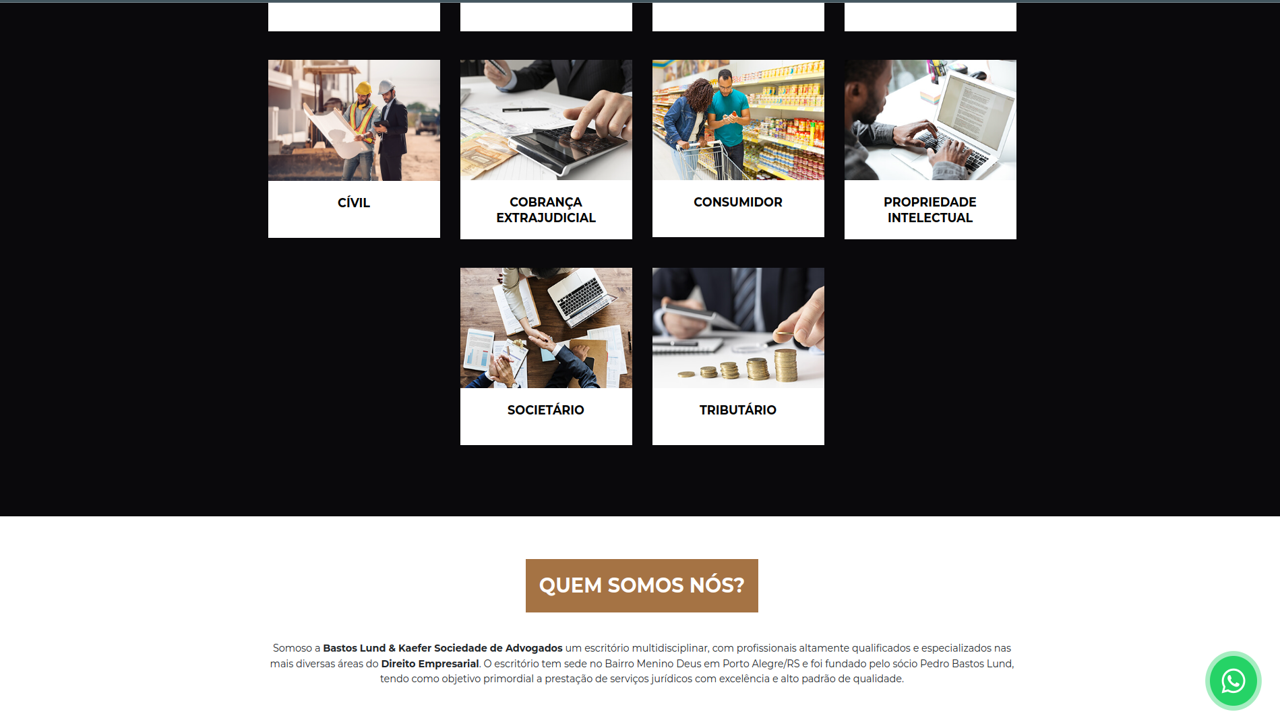 CÍVIL
COBRANÇA
EXTRAJUDICIAL
CONSUMIDOR
PROPRIEDADE
INTELECTUAL
SOCIETÁRIO
TRIBUTÁRIO
QUEM SOMOS NÓS?
Somoso a Bastos Lund & Kaefer Sociedade de Advogados um escritório multidisciplinar, com profissionais altamente qualificados e especializados nas
mais diversas áreas do Direito Empresarial. O escritório tem sede no Bairro Menino Deus em Porto Alegre/RS e foi fundado pelo sócio Pedro Bastos Lund,
tendo como objetivo primordial a prestação de serviços jurídicos com excelência e alto padrão de qualidade.